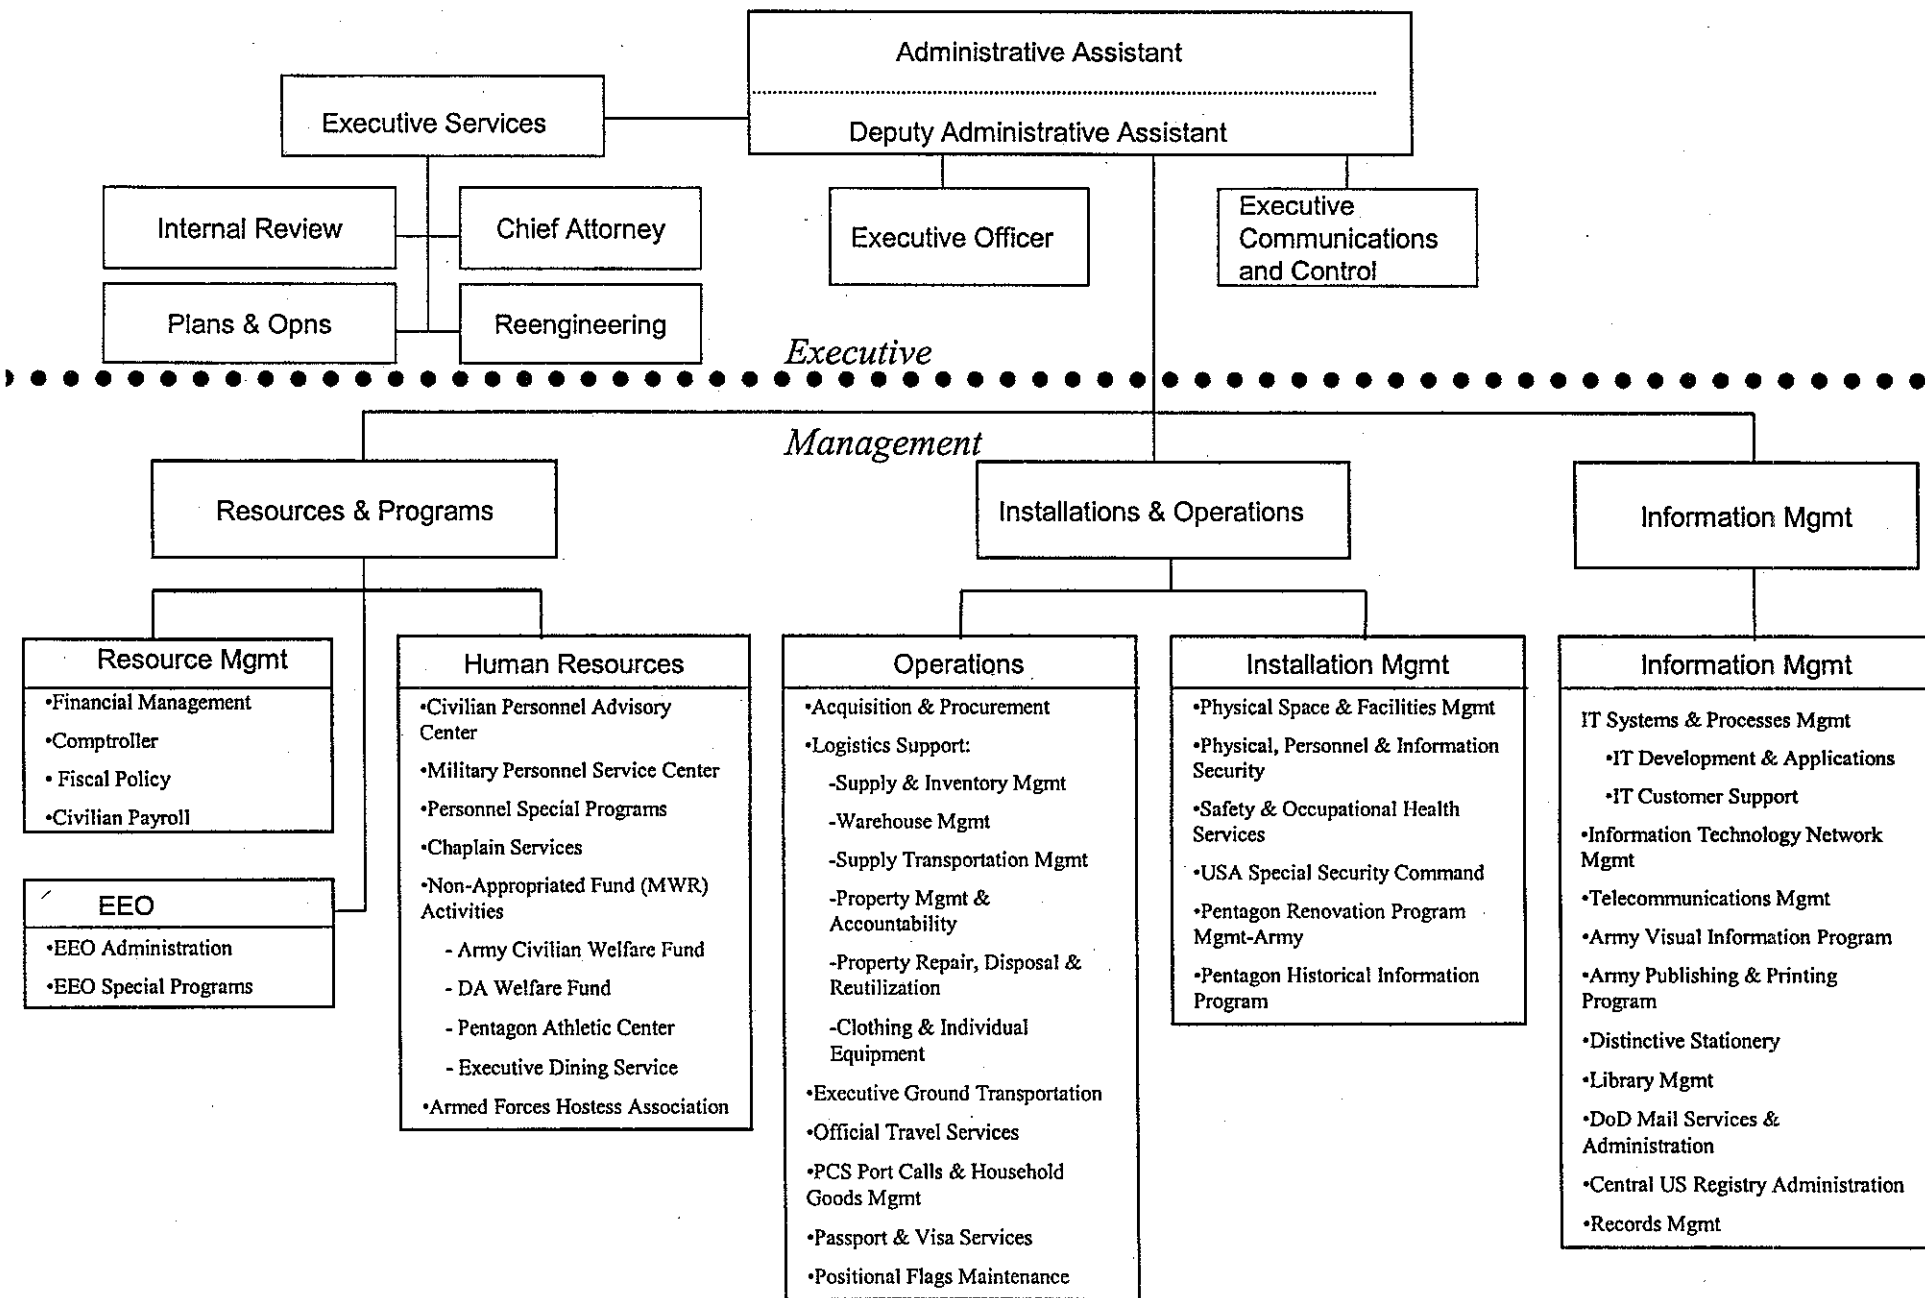 Administrative Assistant
Deputy Administrative Assistant
Executive Services
Internal Review
Chief Attorney
Plans & Opns
Reengineering
Executive Officer
Executive
Communications
and Control
Executive
Management
Resources & Programs
Installations & Operations
Information Mgmt
Resource Mgmt
•Financial Management
•Comptroller
• Fiscal Policy
•Civilian Payroll
EEO
•EEO Administration
•EEO Special Programs
Human Resources
•Civilian Personnel Advisory
Center
•Military Personnel Service Center
•Personnel Special Programs
•Chaplain Services
•Non-Appropriated Fund (MWR)
Activities
- Army Civilian Welfare Fund
- DA Welfare Fund
- Pentagon Athletic Center
- Executive Dining Service
•Armed Forces Hostess Association
Operations
•Acquisition & Procurement
•Logistics Support:
-Supply & Inventory Mgmt
-Warehouse Mgmt
-Supply Transportation Mgmt
-Property Mgmt &
Accountability
-Property Repair, Disposal &
Reutilization
-Clothing & Individual
Equipment
•Executive Ground Transportation
•Official Travel Services
•PCS Port Calls & Household
Goods Mgmt
•Passport & Visa Services
•Positional Flags Maintenance
Installation Mgmt
•Physical Space & Facilities Mgmt
•Physical, Personnel & Information
Security
•Safety & Occupational Health
Services
•USA Special Security Command
•Pentagon Renovation Program
Mgmt-Army
•Pentagon Historical Information
Program
Information Mgmt
IT Systems & Processes Mgmt
•IT Development & Applications
•IT Customer Support
•Information Technology Network
Mgmt
•Telecommunications Mgmt
•Army Visual Information Program
•Army Publishing & Printing
Program
•Distinctive Stationery
•Library Mgmt
•DoD Mail Services &
Administration
•Central US Registry Administration
•Records Mgmt